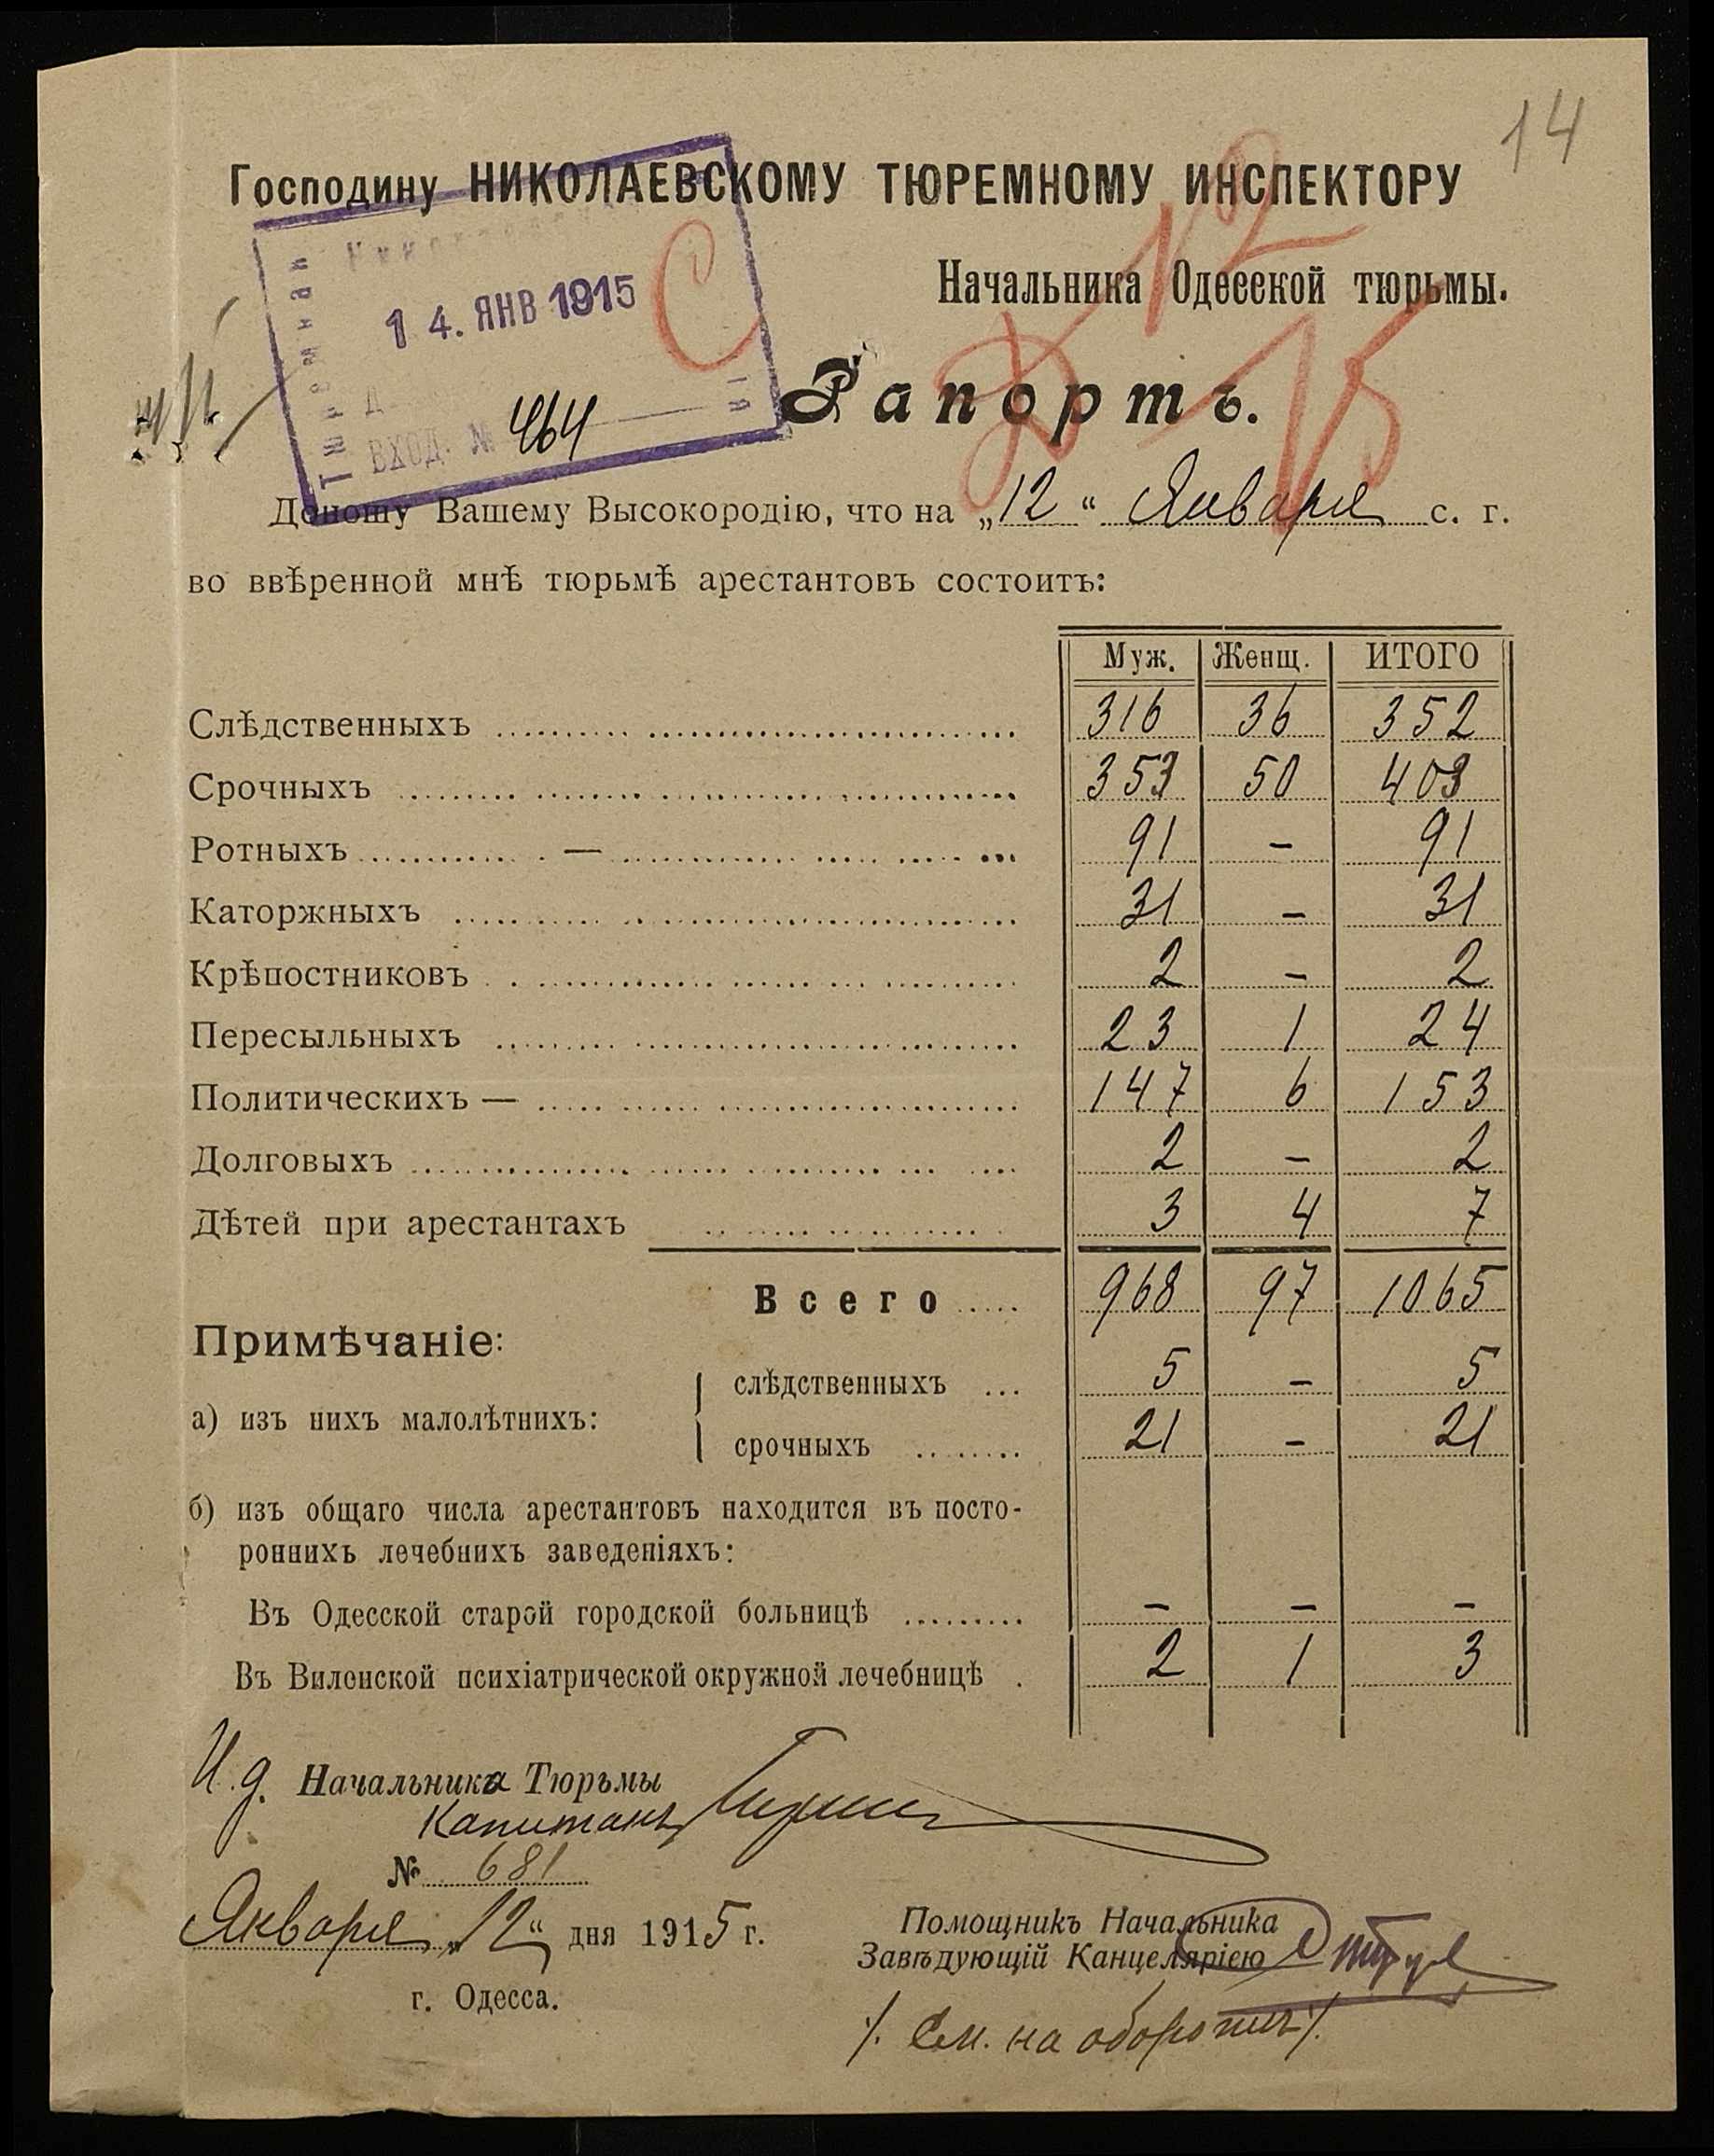 14
Господину НИКОЛАЕВСКОМУ ТЮРЕМНОМУ ИНСПЕКТОРУ
Начальника Одесской тюрьмы.
14. ЯНВ 1915
ВХОД. № 464
С
Рапортъ.
Доношу Вашему Высокородію, что на „12“ Января с. г.
во ввѣренной мнѣ тюрьмѣ арестантовъ состоитъ:
Муж. Женщ. ИТОГО
Слѣдственныхъ 316 36 352
Срочныхъ 353 50 403
Ротныхъ — 91 - 91
Каторжныхъ 31 - 31
Крѣпостниковъ 2 - 2
Пересыльныхъ 23 1 24
Политическихъ — 147 6 153
Долговыхъ 2 - 2
Дѣтей при арестантахъ 3 4 7
Всего 968 97 1065
Примѣчаніе:
а) изъ нихъ малолѣтнихъ:
слѣдственныхъ 5 - 5
срочныхъ 21 - 21
б) изъ общаго числа арестантовъ находится въ посто-
роннихъ лечебнихъ заведеніяхъ:
Въ Одесской старой городской больницѣ - - -
Въ Виленской психіатрической окружной лечебницѣ 2 1 3
И.д. Начальника Тюрьмы
Капитанъ
№ 681
Января „12“ дня 1915 г.
г. Одесса.
Помощникъ Начальника
Завѣдующій Канцеляріею
./. См. на оборотѣ ./.